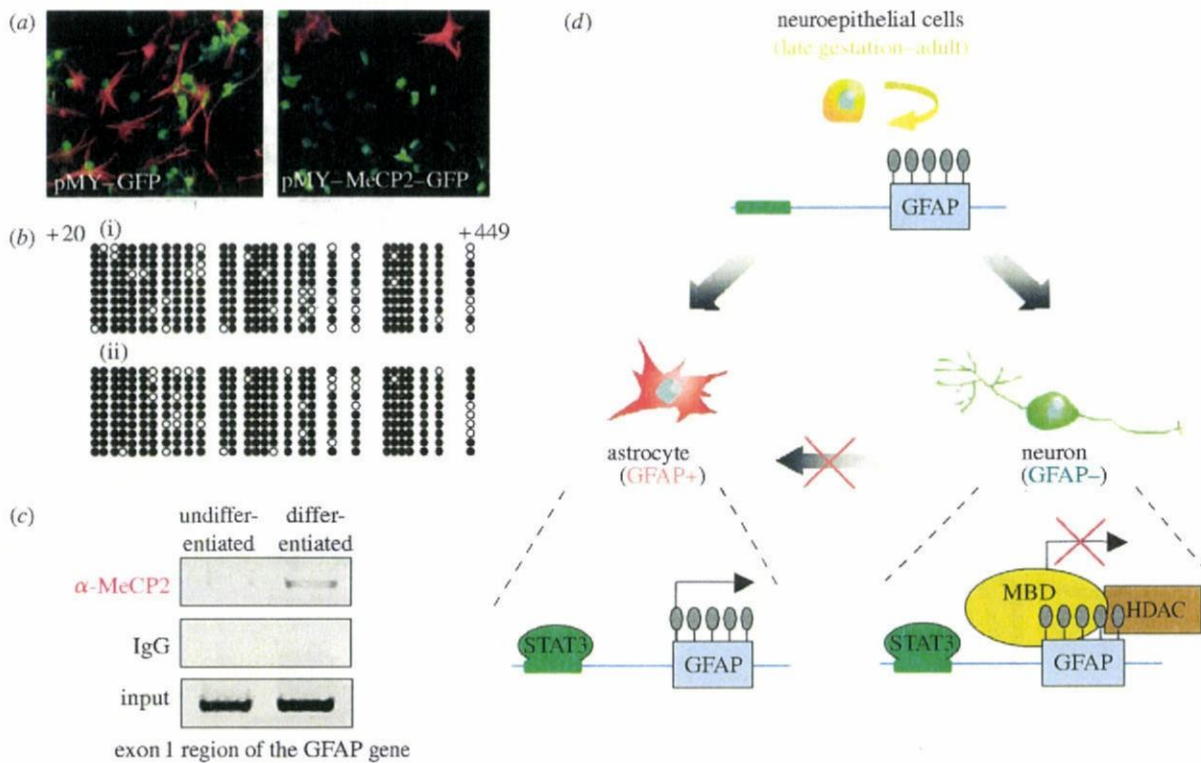 (a)
pMY–GFP
pMY–MeCP2–GFP
(b)
+20
(i)
+449
(ii)
(c)
undiffer-
entiated
differ-
entiated
α-MeCP2
IgG
input
exon 1 region of the GFAP gene
(d)
neuroepithelial cells
(late gestation–adult)
GFAP
astrocyte
(GFAP+)
neuron
(GFAP–)
STAT3
GFAP
MBD
HDAC
STAT3
GFAP